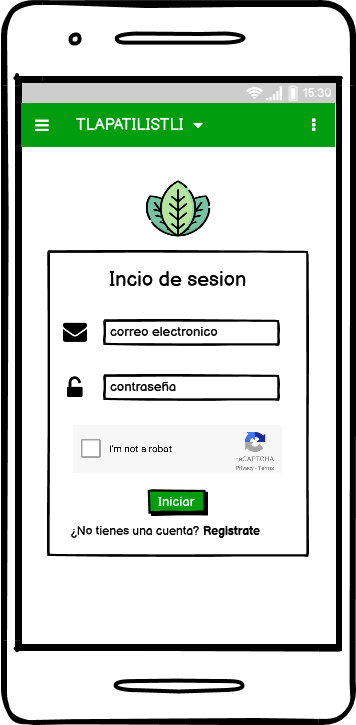 15:30
TLAPATILISTLI
Incio de sesion
correo electronico
contraseña
I'm not a robot
reCAPTCHA
Privacy - Terms
Iniciar
¿No tienes una cuenta? Registrate